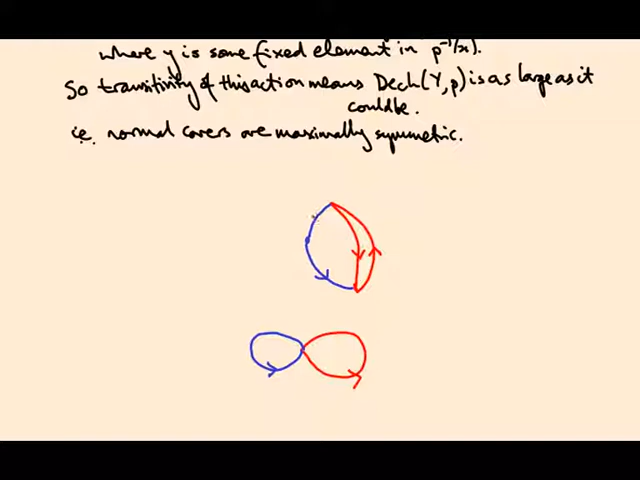 where y is some fixed element in p⁻¹(x).
So transitivity of this action means Deck(Y,p) is as large as it
could be.
i.e. normal covers are maximally symmetric.